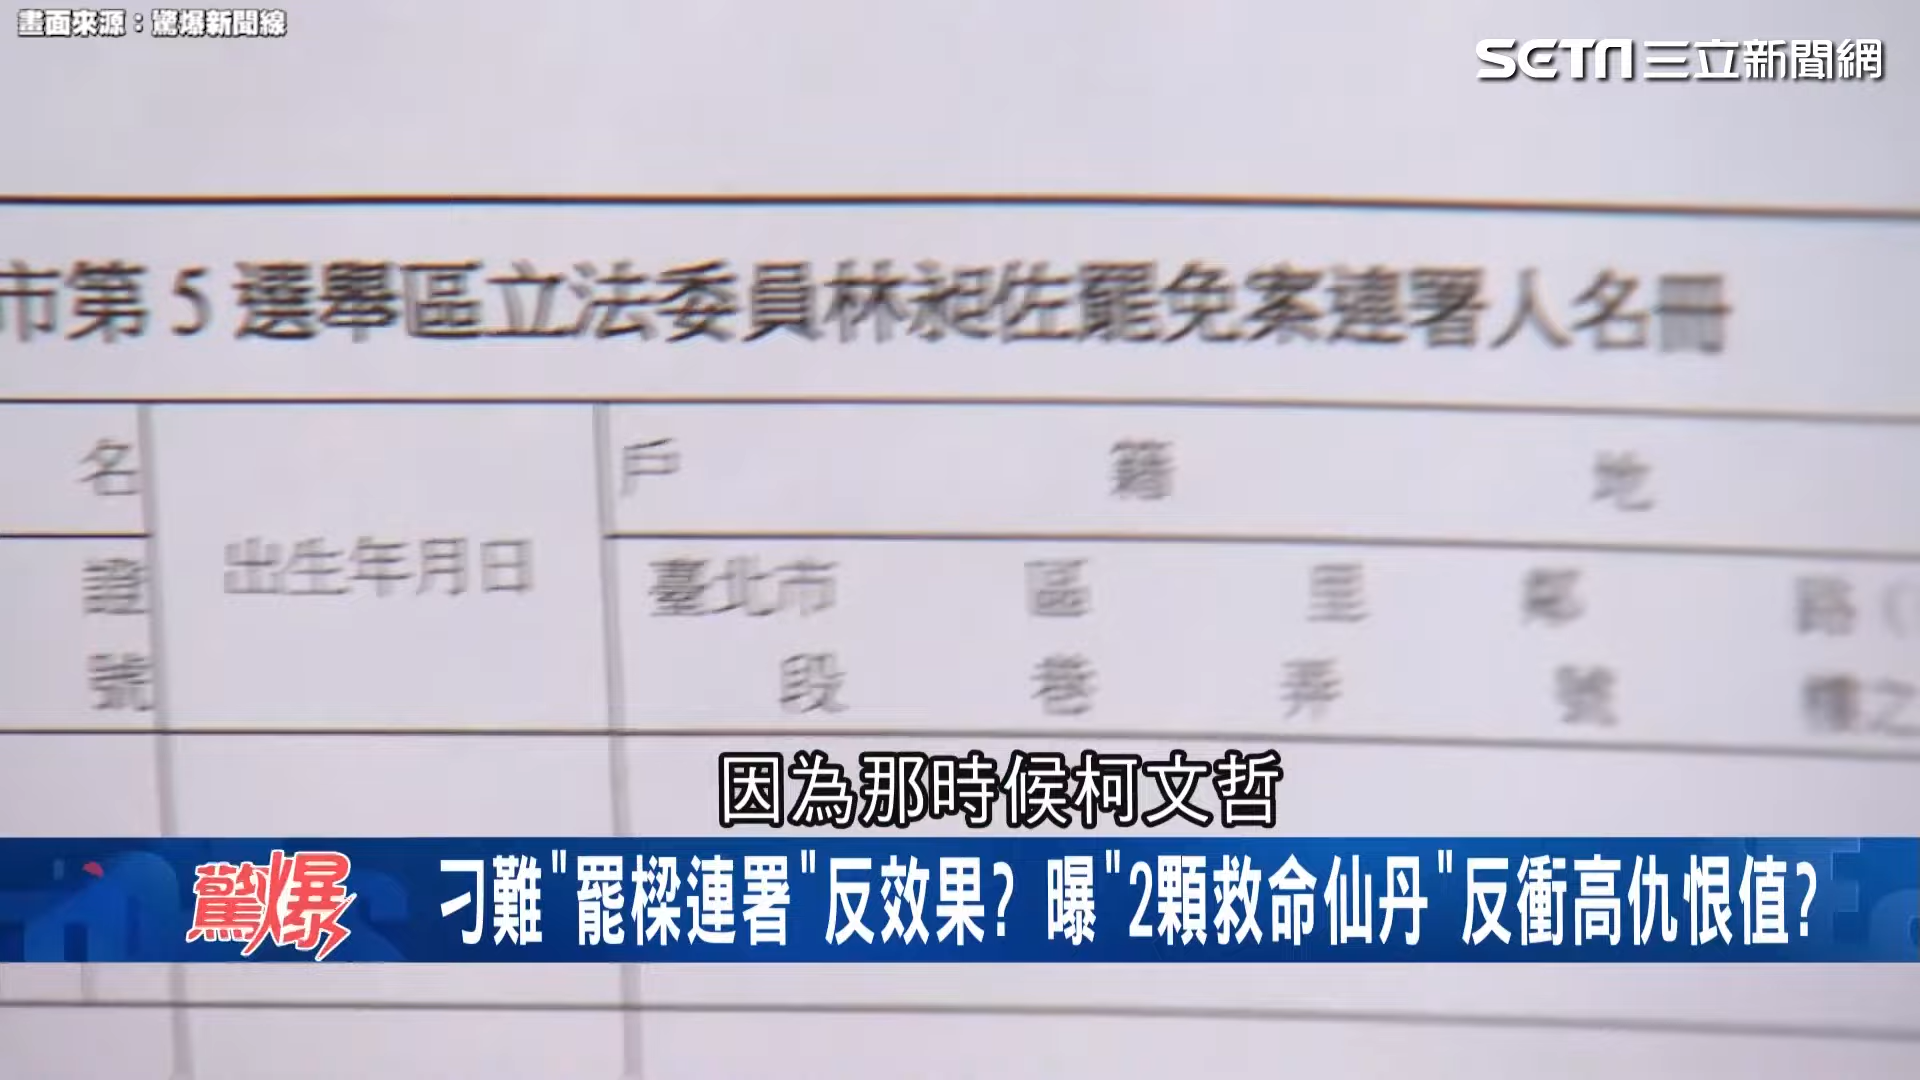 畫面來源：驚爆新聞線
SETN三立新聞網
市第5選舉區立法委員林昶佐罷免案連署人名冊
名
戶 籍 地
出生年月日
證
臺北市 區 里 鄰 路（
號
段 巷 弄 號 樓之
因為那時候柯文哲
驚爆
刁難"罷樑連署"反效果？ 曝"2顆救命仙丹"反衝高仇恨值？